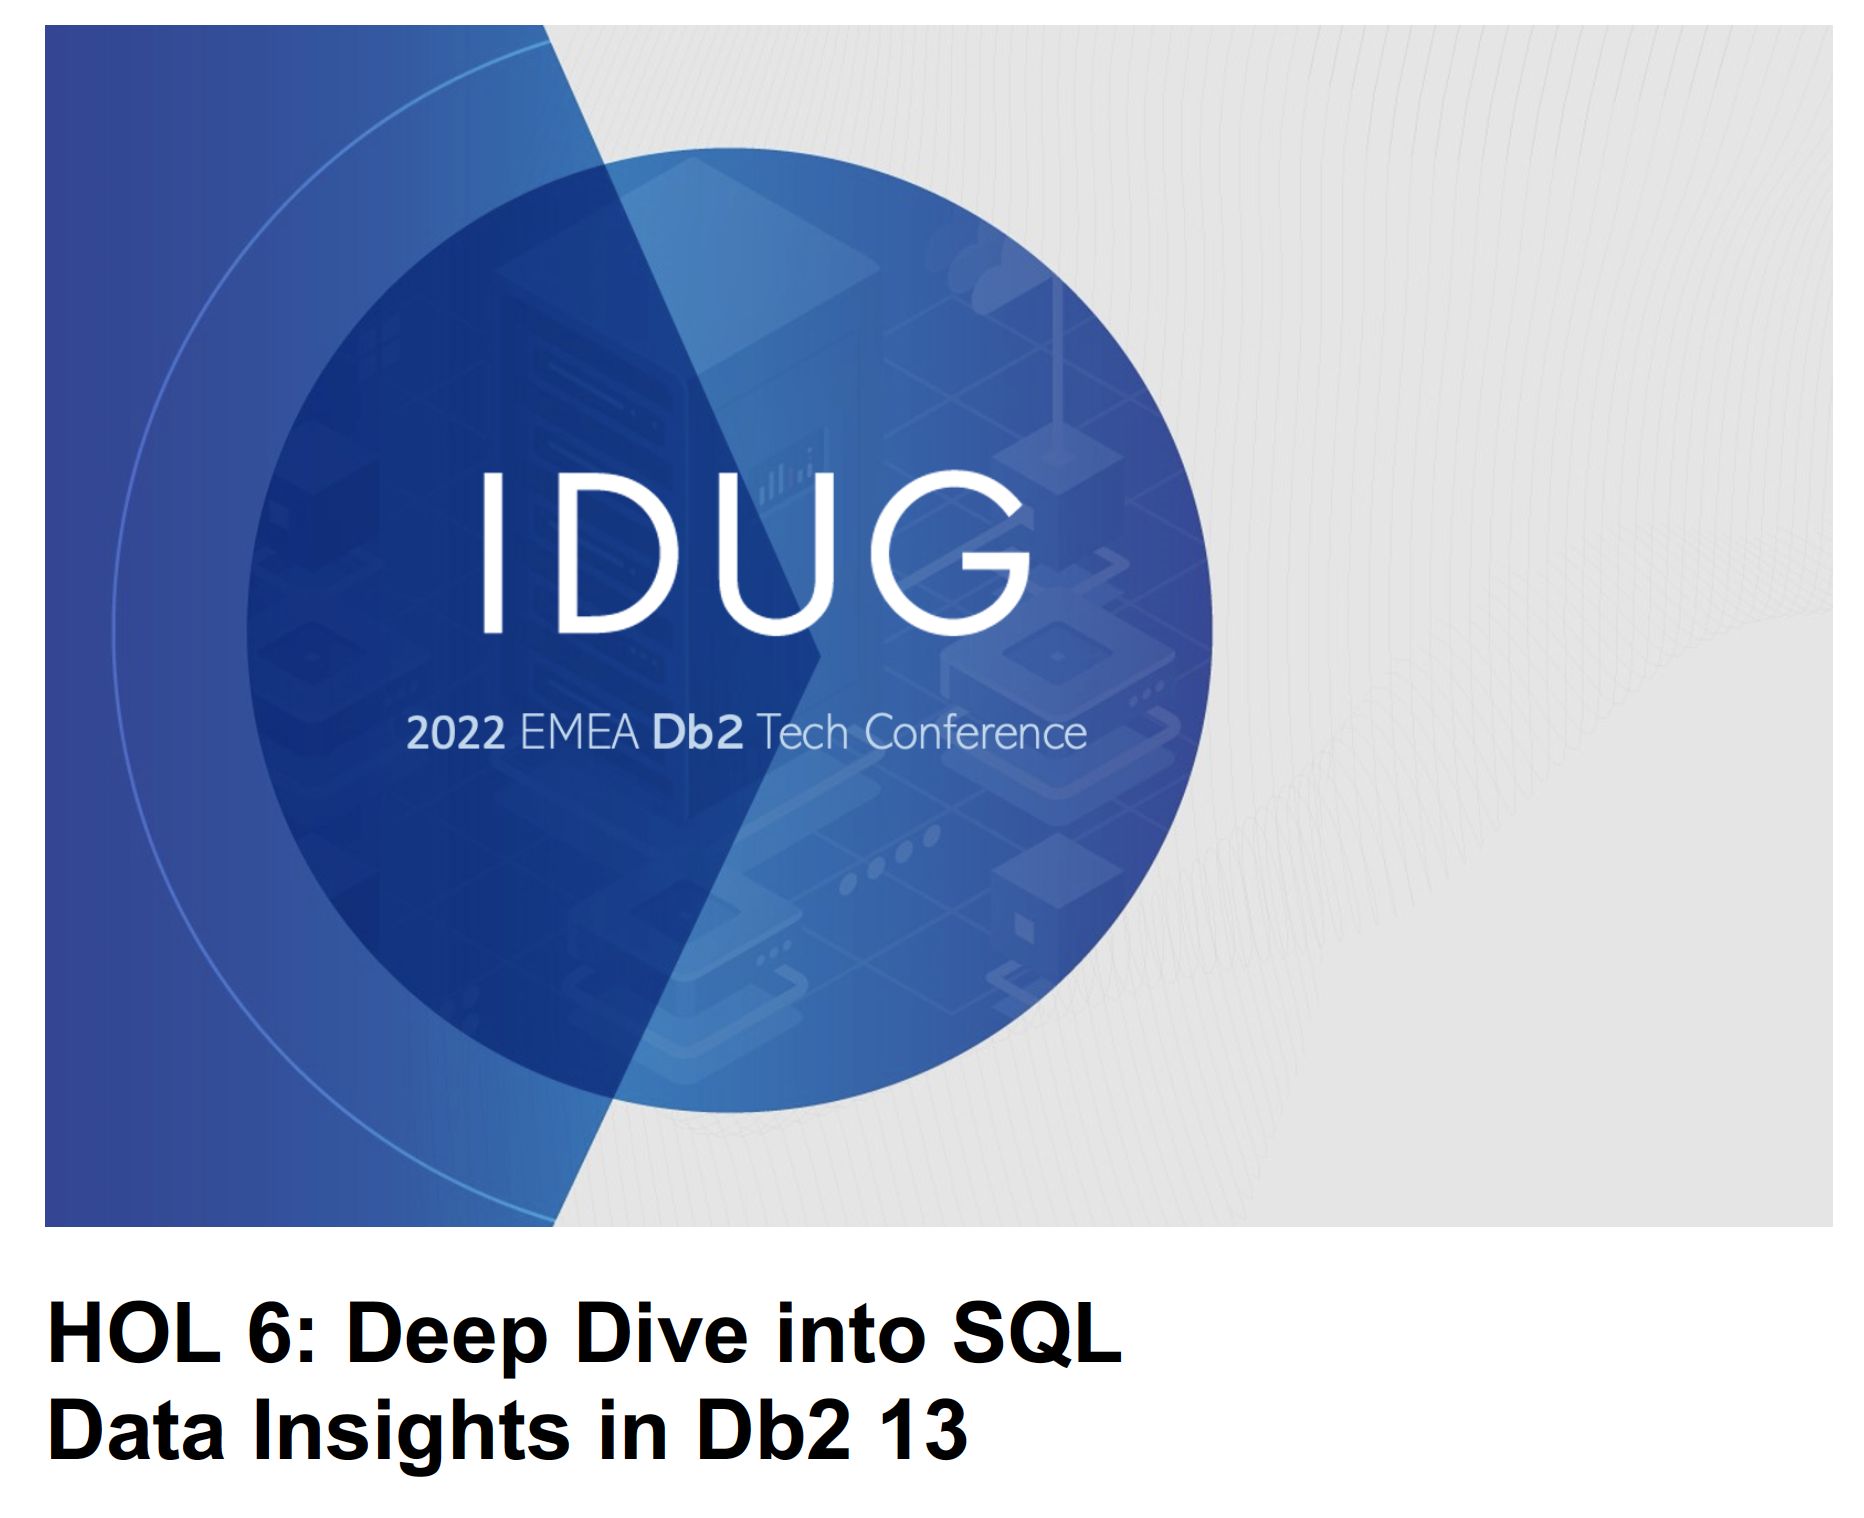 IDUG
2022 EMEA Db2 Tech Conference
HOL 6: Deep Dive into SQL
Data Insights in Db2 13